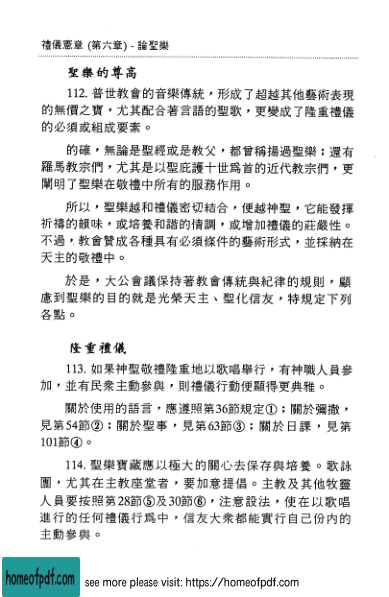 禮儀憲章 (第六章) - 論聖樂
聖樂的尊高
112. 普世教會的音樂傳統，形成了超越其他藝術表現
的無價之寶，尤其配合著言語的聖歌，更變成了隆重禮儀
的必須或組成要素。
的確，無論是聖經或是教父，都曾稱揚過聖樂；還有
羅馬教宗們，尤其是以聖庇護十世爲首的近代教宗們，更
闡明了聖樂在敬禮中所有的服務作用。
所以，聖樂越和禮儀密切結合，便越神聖，它能發揮
祈禱的韻味，或培養和諧的情調，或增加禮儀的莊嚴性。
不過，教會贊成各種具有必須條件的藝術形式，並採納在
天主的敬禮中。
於是，大公會議保持著教會傳統與紀律的規則，顧
慮到聖樂的目的就是光榮天主、聖化信友，特規定下列
各點。
隆重禮儀
113. 如果神聖敬禮隆重地以歌唱舉行，有神職人員參
加，並有民衆主動參與，則禮儀行動便顯得更典雅。
關於使用的語言，應遵照第36節規定①；關於彌撒，
見第54節②；關於聖事，見第63節③；關於日課，見第
101節④。
114. 聖樂寶藏應以極大的關心去保存與培養。歌詠
團，尤其在主教座堂者，要加意提倡。主教及其他牧靈
人員要按照第28節⑤及30節⑥，注意設法，使在以歌唱
進行的任何禮儀行爲中，信友大衆都能實行自己份內的
主動參與。
homeofpdf.com
see more please visit: https://homeofpdf.com